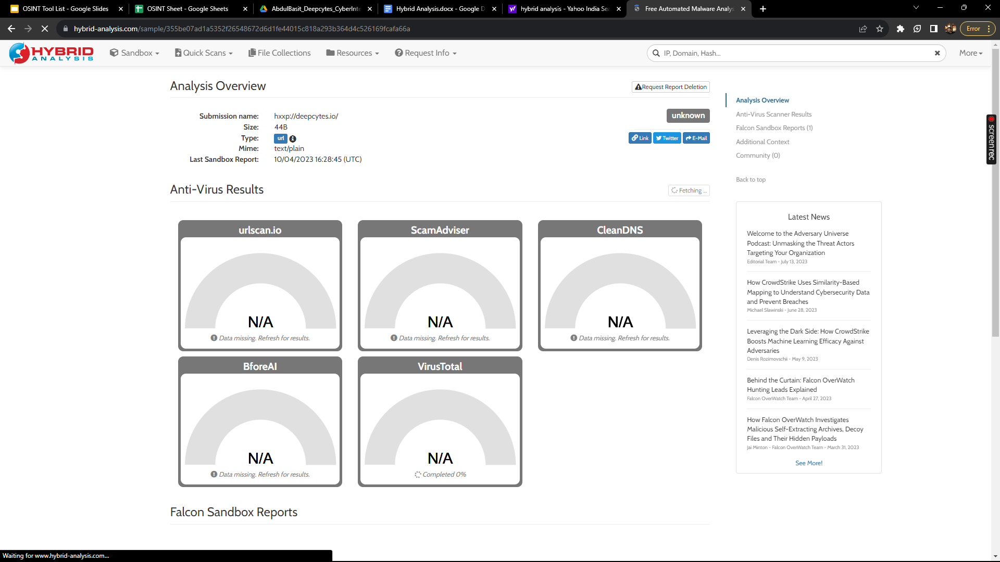 OSINT Tool List - Google Slides
OSINT Sheet - Google Sheets
AbdulBasit_Deepcytes_CyberInte
Hybrid Analysis.docx - Google D
hybrid analysis - Yahoo India Sea
Free Automated Malware Analys
hybrid-analysis.com/sample/355be07ad1a5352f26548672d6d1fe44015c818a293b364d4c526169fcafa66a
Error
HYBRID
ANALYSIS
Sandbox
Quick Scans
File Collections
Resources
Request Info
IP, Domain, Hash...
More
Analysis Overview
Request Report Deletion
Submission name: hxxp://deepcytes.io/
unknown
Size: 44B
Type: url
Link
Twitter
E-Mail
Mime: text/plain
Last Sandbox Report: 10/04/2023 16:28:45 (UTC)
Anti-Virus Results
Fetching ...
urlscan.io
N/A
Data missing. Refresh for results.
ScamAdviser
N/A
Data missing. Refresh for results.
CleanDNS
N/A
Data missing. Refresh for results.
BforeAI
N/A
Data missing. Refresh for results.
VirusTotal
N/A
Completed 0%
Falcon Sandbox Reports
Analysis Overview
Anti-Virus Scanner Results
Falcon Sandbox Reports (1)
Additional Context
Community (0)
Back to top
Latest News
Welcome to the Adversary Universe
Podcast: Unmasking the Threat Actors
Targeting Your Organization
Editorial Team - July 13, 2023
How CrowdStrike Uses Similarity-Based
Mapping to Understand Cybersecurity Data
and Prevent Breaches
Michael Slawinski - June 28, 2023
Leveraging the Dark Side: How CrowdStrike
Boosts Machine Learning Efficacy Against
Adversaries
Denis Rozimovschii - May 9, 2023
Behind the Curtain: Falcon OverWatch
Hunting Leads Explained
Falcon OverWatch Team - April 27, 2023
How Falcon OverWatch Investigates
Malicious Self-Extracting Archives, Decoy
Files and Their Hidden Payloads
Jai Minton - Falcon OverWatch Team - March 31, 2023
See More!
screenrec
Waiting for www.hybrid-analysis.com...